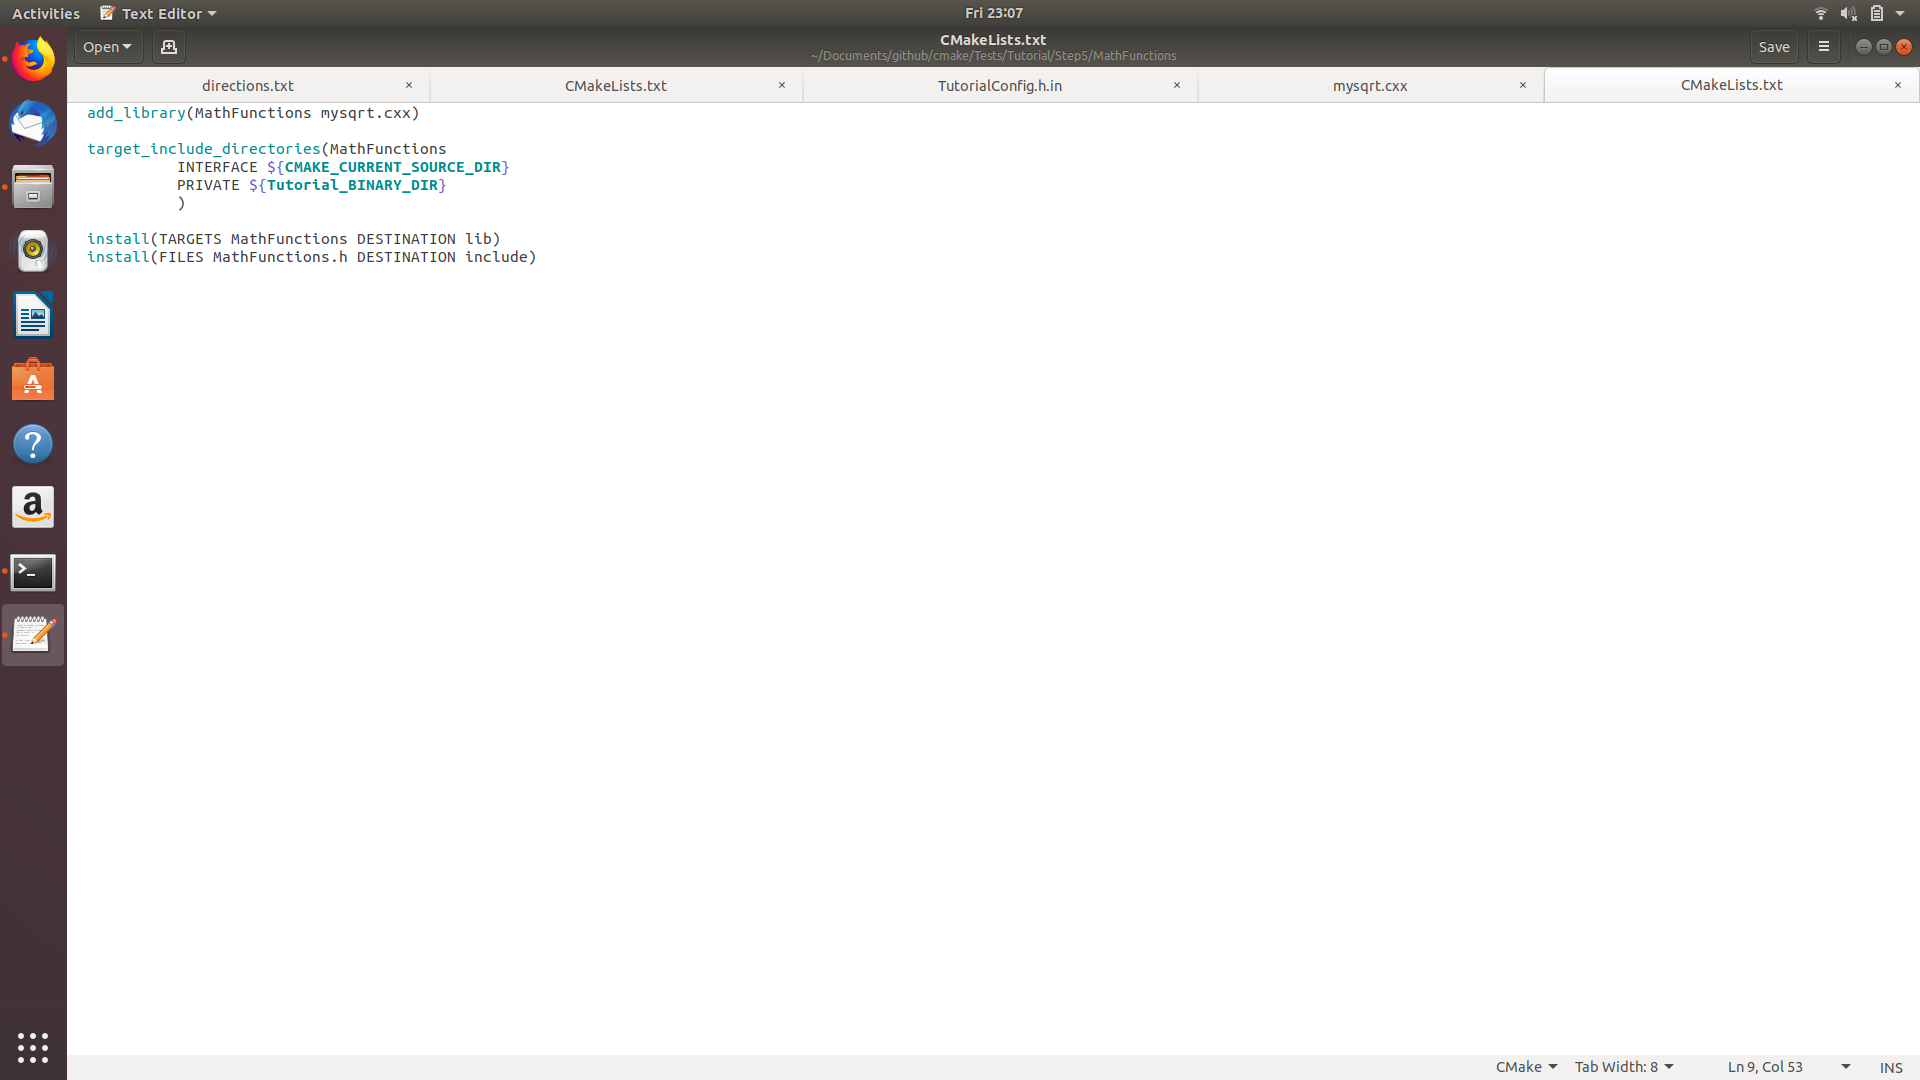 Activities Text Editor Fri 23:07
Open CMakeLists.txt Save
~/Documents/github/cmake/Tests/Tutorial/Step5/MathFunctions
directions.txt × CMakeLists.txt × TutorialConfig.h.in × mysqrt.cxx × CMakeLists.txt ×
add_library(MathFunctions mysqrt.cxx)
target_include_directories(MathFunctions
INTERFACE ${CMAKE_CURRENT_SOURCE_DIR}
PRIVATE ${Tutorial_BINARY_DIR}
)
install(TARGETS MathFunctions DESTINATION lib)
install(FILES MathFunctions.h DESTINATION include)
CMake Tab Width: 8 Ln 9, Col 53 INS